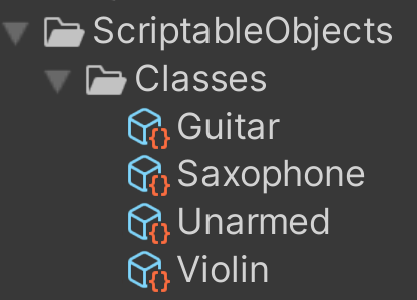 ScriptableObjects
Classes
Guitar
Saxophone
Unarmed
Violin